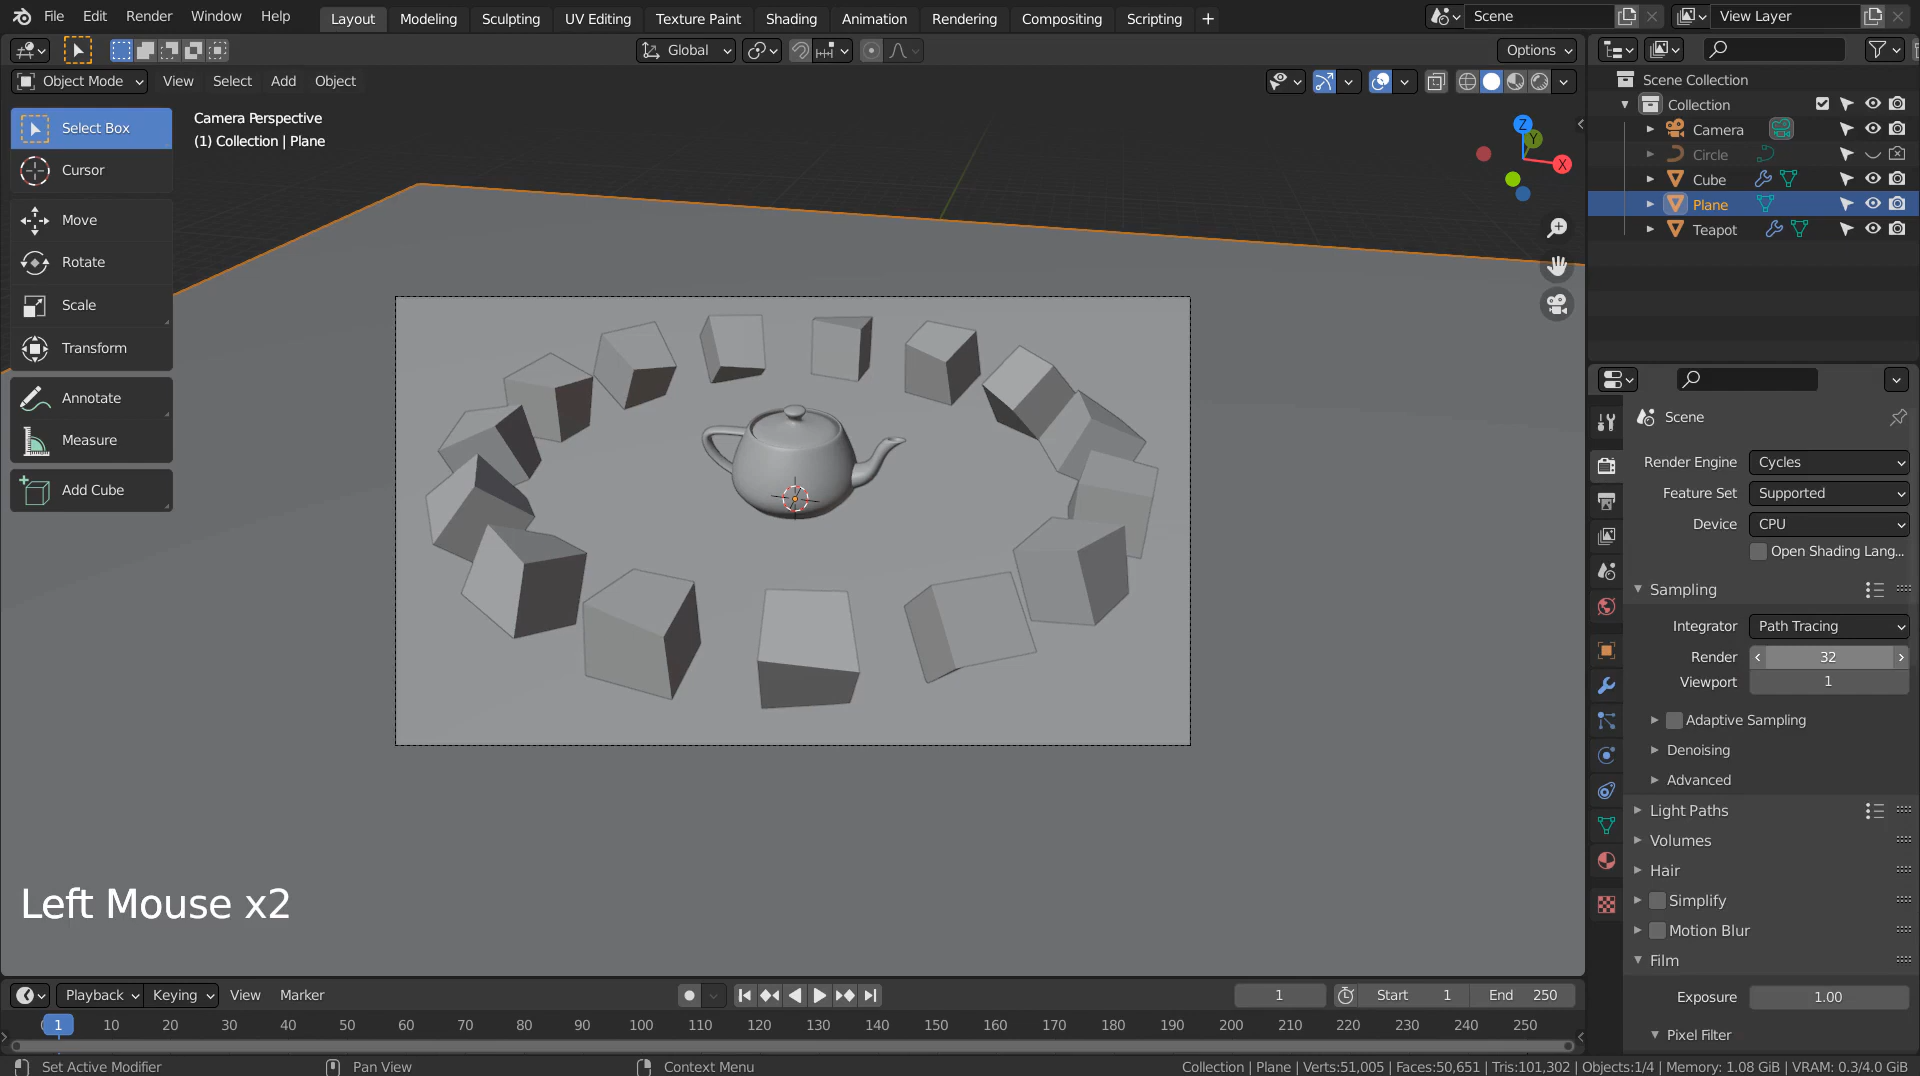 File Edit Render Window Help Layout Modeling Sculpting UV Editing Texture Paint Shading Animation Rendering Compositing Scripting + Scene View Layer
Global Options
Object Mode View Select Add Object
Scene Collection
Collection
Camera
Circle
Cube
Plane
Teapot
Select Box
Cursor
Move
Rotate
Scale
Transform
Annotate
Measure
Add Cube
Camera Perspective
(1) Collection | Plane
Z
Y
X
Scene
Render Engine Cycles
Feature Set Supported
Device CPU
Open Shading Lang...
Sampling
Integrator Path Tracing
Render 32
Viewport 1
Adaptive Sampling
Denoising
Advanced
Light Paths
Volumes
Hair
Simplify
Motion Blur
Film
Exposure 1.00
Pixel Filter
Left Mouse x2
Playback Keying View Marker 1 Start 1 End 250
1 10 20 30 40 50 60 70 80 90 100 110 120 130 140 150 160 170 180 190 200 210 220 230 240 250
Set Active Modifier Pan View Context Menu Collection | Plane | Verts:51,005 | Faces:50,651 | Tris:101,302 | Objects:1/4 | Memory: 1.08 GiB | VRAM: 0.3/4.0 GiB